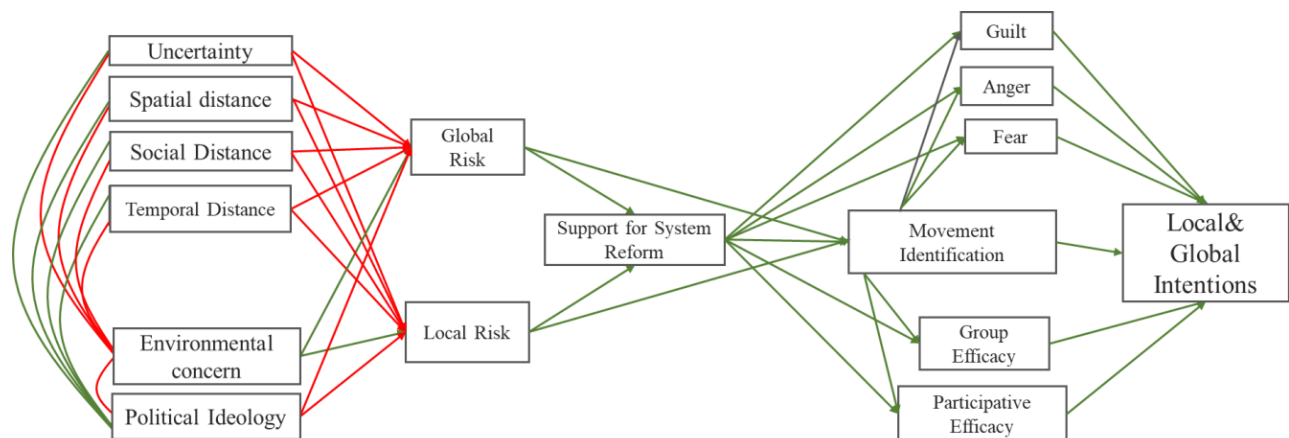 Uncertainty
Spatial distance
Social Distance
Temporal Distance
Environmental
concern
Political Ideology
Global
Risk
Local Risk
Support for System
Reform
Guilt
Anger
Fear
Movement
Identification
Group
Efficacy
Participative
Efficacy
Local&
Global
Intentions